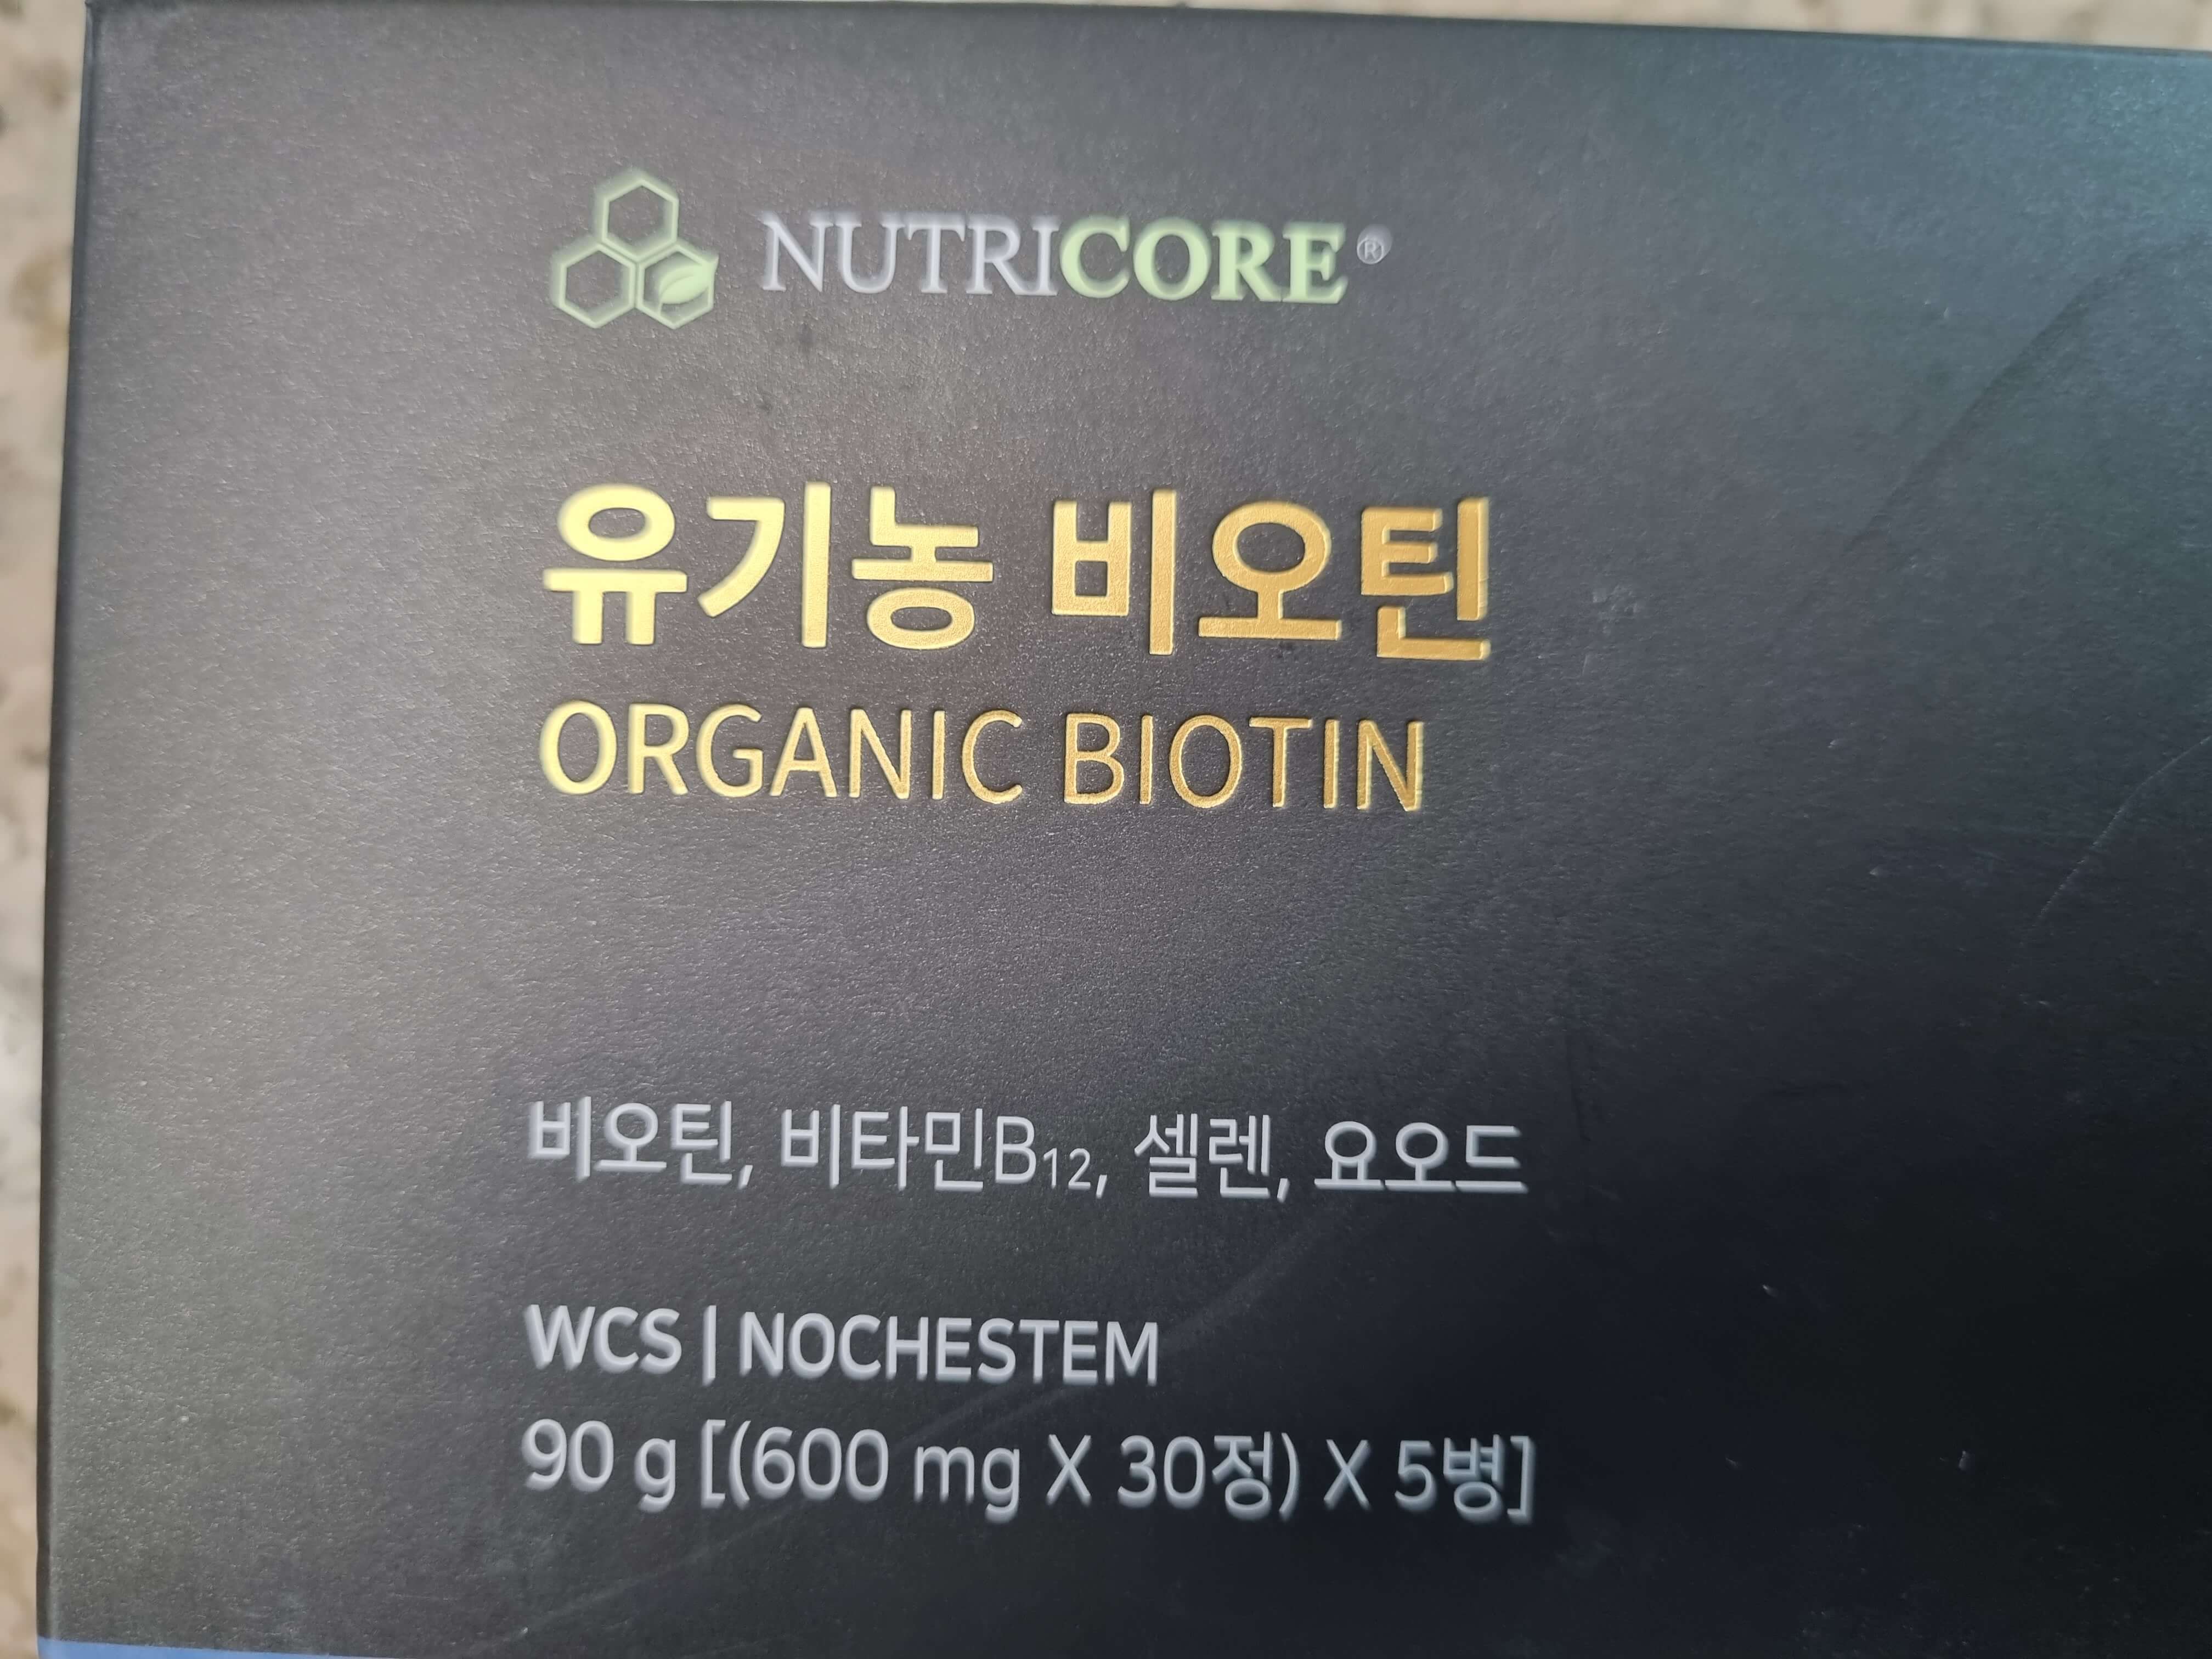 NUTRICORE®
유기농 비오틴
ORGANIC BIOTIN
비오틴, 비타민B₁₂, 셀렌, 요오드
WCS | NOCHESTEM
90 g [(600 mg X 30정) X 5병]